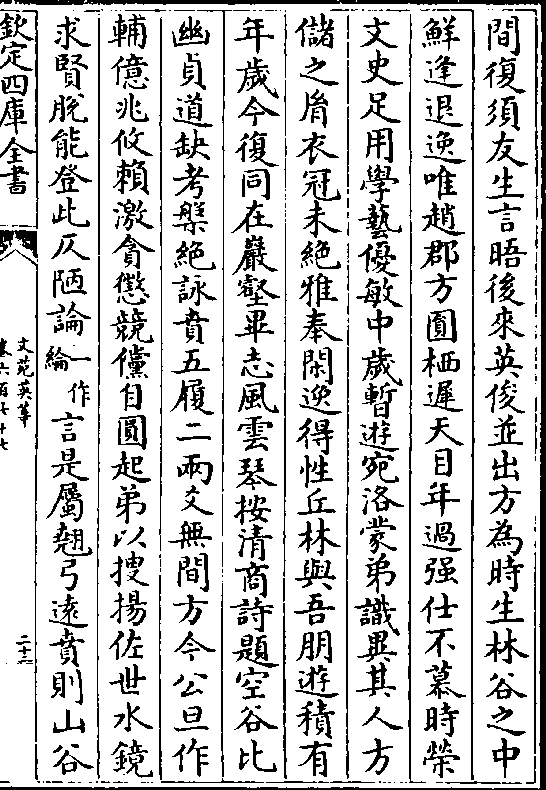 間復須友生言晤後來英俊並出方為時生林谷之中
鮮逢退逸唯趙郡方圓栖遲天目年過强仕不慕時榮
文史足用學藝優敏中歲暫遊宛洛蒙弟識異其人方
儲之胤衣冠未絶雅奉閑逸得性丘林與吾朋遊積有
年歲今復同在巖壑畢志風雲琴按清商詩題空谷比
幽貞道缺考槃絶詠賁五履二兩爻無間方今公旦作
輔億兆攸頼激貪懲競儻自圓起弟以搜揚佐世水鏡
求賢脱能登此仄陋論一作綸言是屬翹弓遠賁則山谷
欽定四庫全書
文苑英華
卷六百七十七
二十二